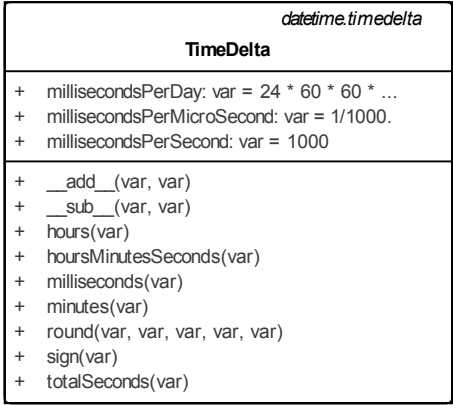 datetime.timedelta
TimeDelta
+ millisecondsPerDay: var = 24 * 60 * 60 * ...
+ millisecondsPerMicroSecond: var = 1/1000.
+ millisecondsPerSecond: var = 1000
+ __add__(var, var)
+ __sub__(var, var)
+ hours(var)
+ hoursMinutesSeconds(var)
+ milliseconds(var)
+ minutes(var)
+ round(var, var, var, var, var)
+ sign(var)
+ totalSeconds(var)